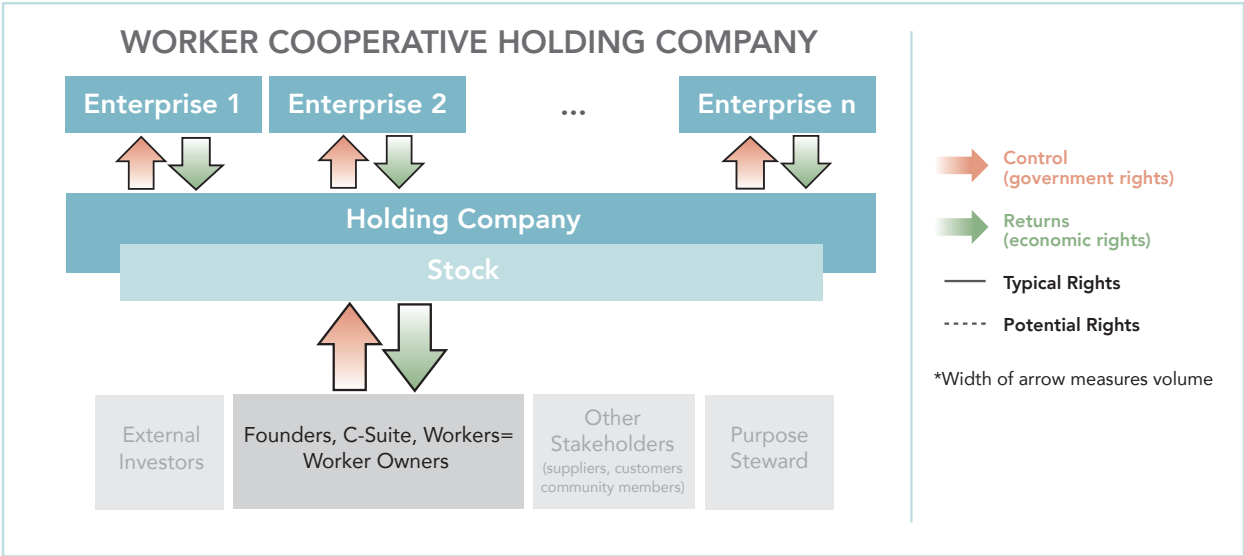 WORKER COOPERATIVE HOLDING COMPANY
Enterprise 1
Enterprise 2
...
Enterprise n
Holding Company
Stock
External
Investors
Founders, C-Suite, Workers=
Worker Owners
Other
Stakeholders
(suppliers, customers
community members)
Purpose
Steward
Control
(government rights)
Returns
(economic rights)
Typical Rights
Potential Rights
*Width of arrow measures volume